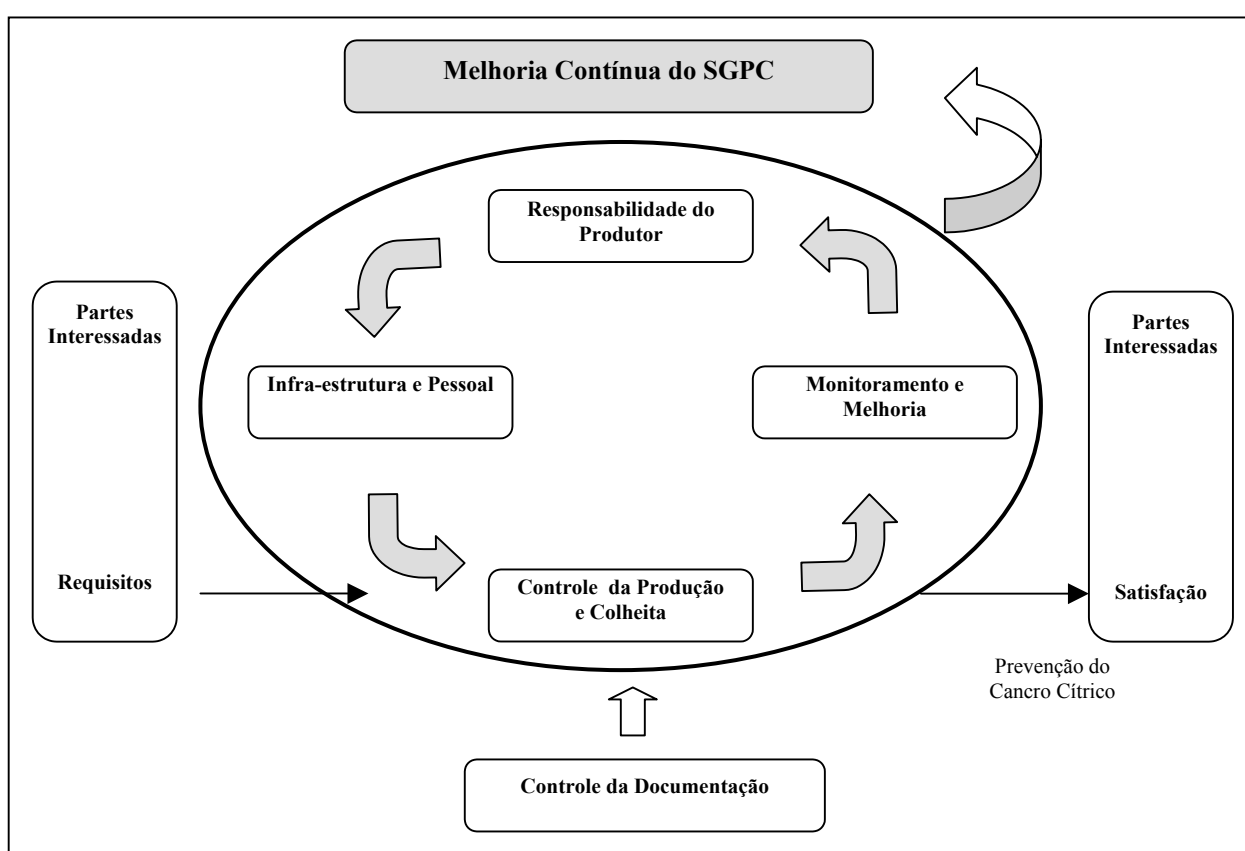 Melhoria Contínua do SGPC
Responsabilidade do
Produtor
Partes
Interessadas
Partes
Interessadas
Infra-estrutura e Pessoal
Monitoramento e
Melhoria
Requisitos
Controle da Produção
e Colheita
Satisfação
Prevenção do
Cancro Cítrico
Controle da Documentação